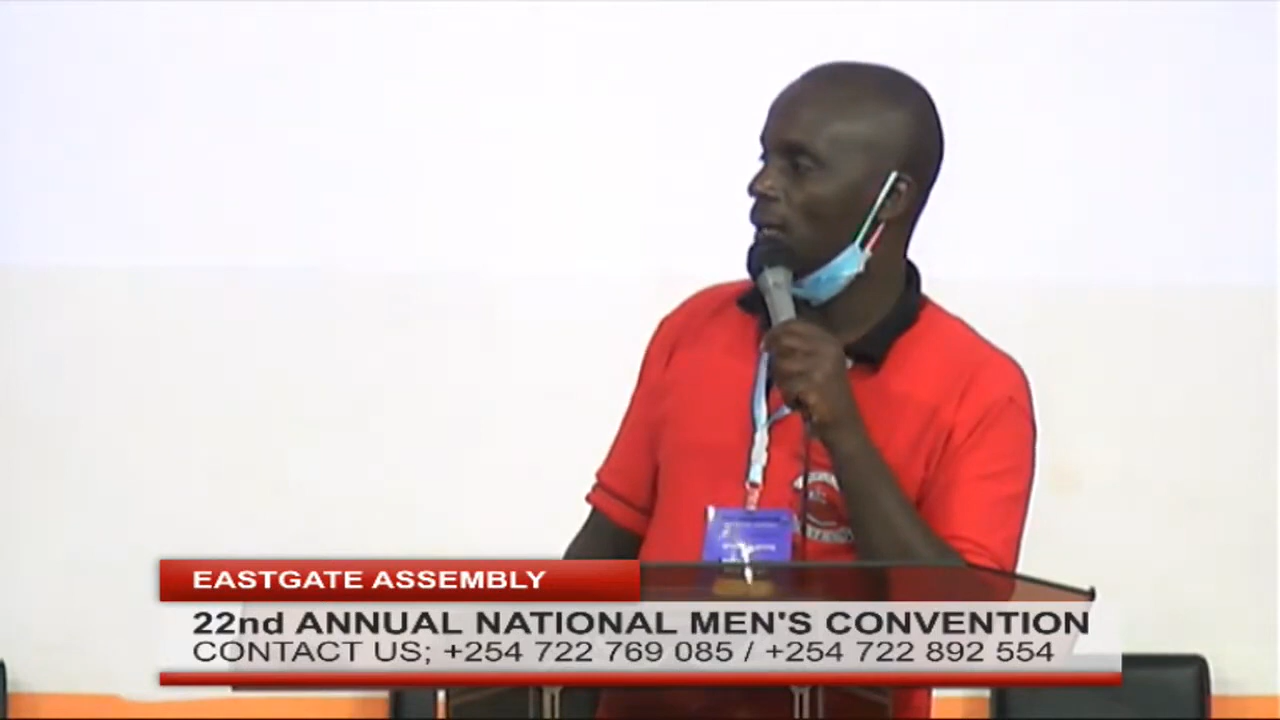 EASTGATE ASSEMBLY
22nd ANNUAL NATIONAL MEN'S CONVENTION
CONTACT US; +254 722 769 085 / +254 722 892 554